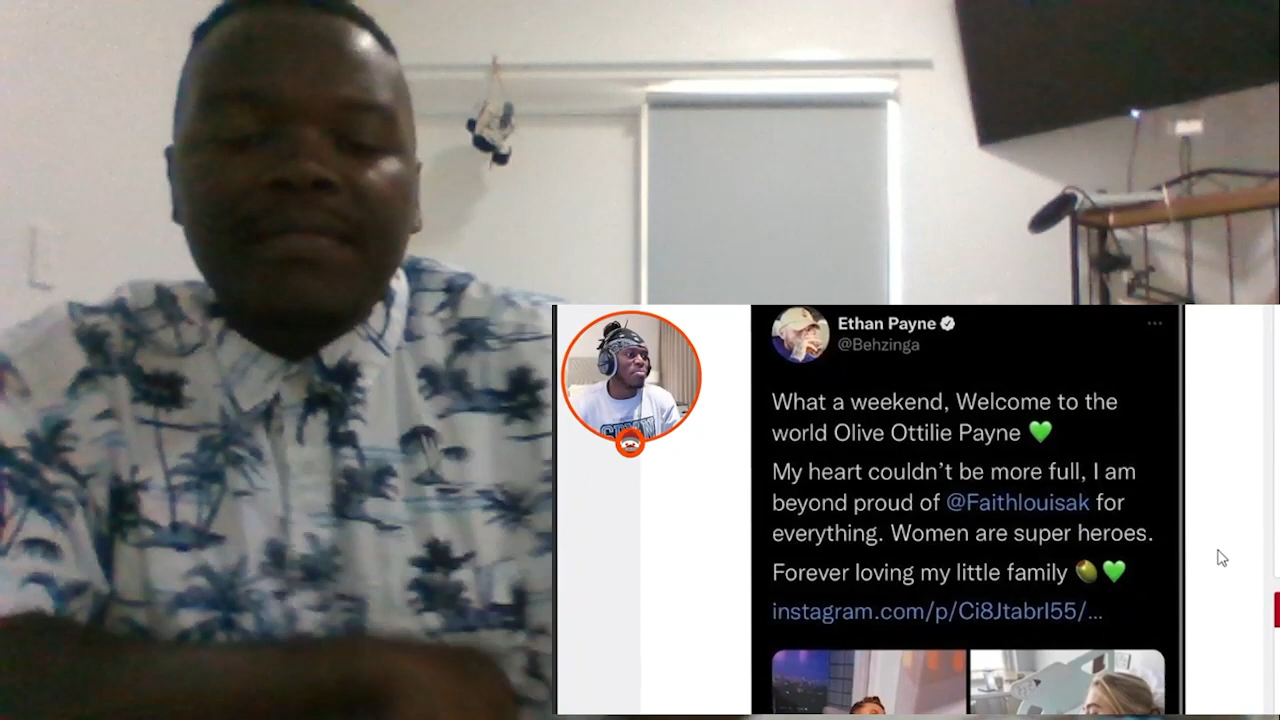 Ethan Payne
@Behzinga
What a weekend, Welcome to the
world Olive Ottilie Payne 💚
My heart couldn't be more full, I am
beyond proud of @Faithlouisak for
everything. Women are super heroes.
Forever loving my little family 🫒💚
instagram.com/p/Ci8JtabrI55/...